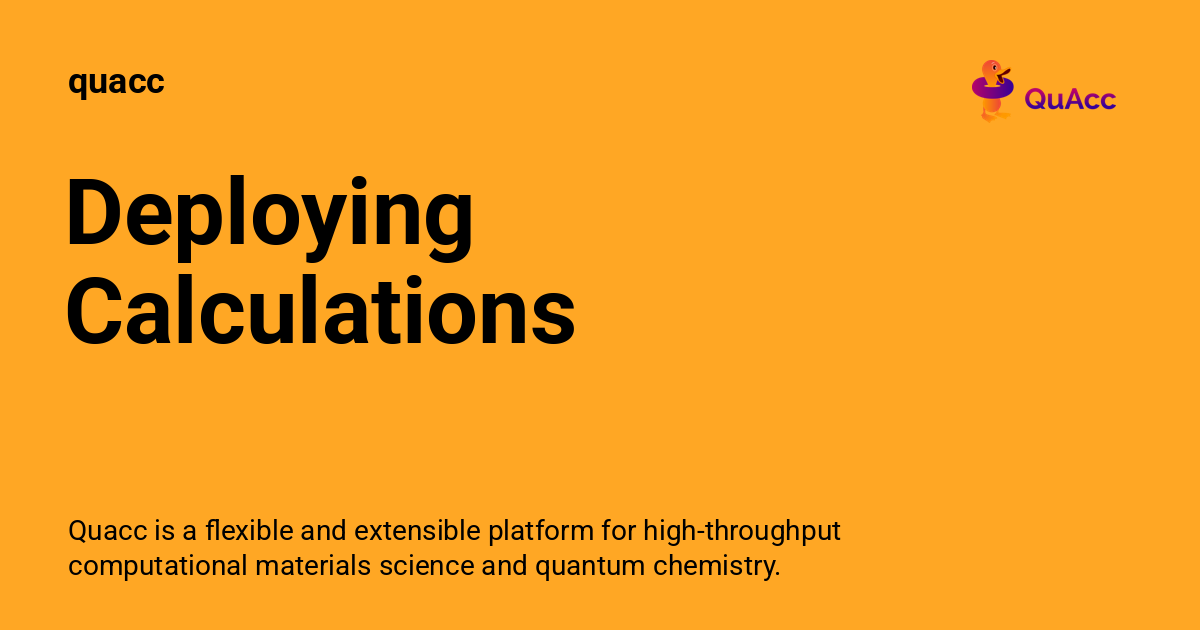 quacc
QuAcc
Deploying
Calculations
Quacc is a flexible and extensible platform for high-throughput
computational materials science and quantum chemistry.